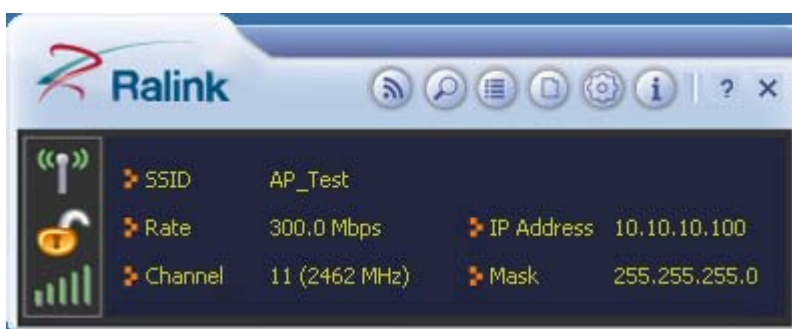 Ralink
i ? ×
SSID AP_Test
Rate 300.0 Mbps IP Address 10.10.10.100
Channel 11 (2462 MHz) Mask 255.255.255.0